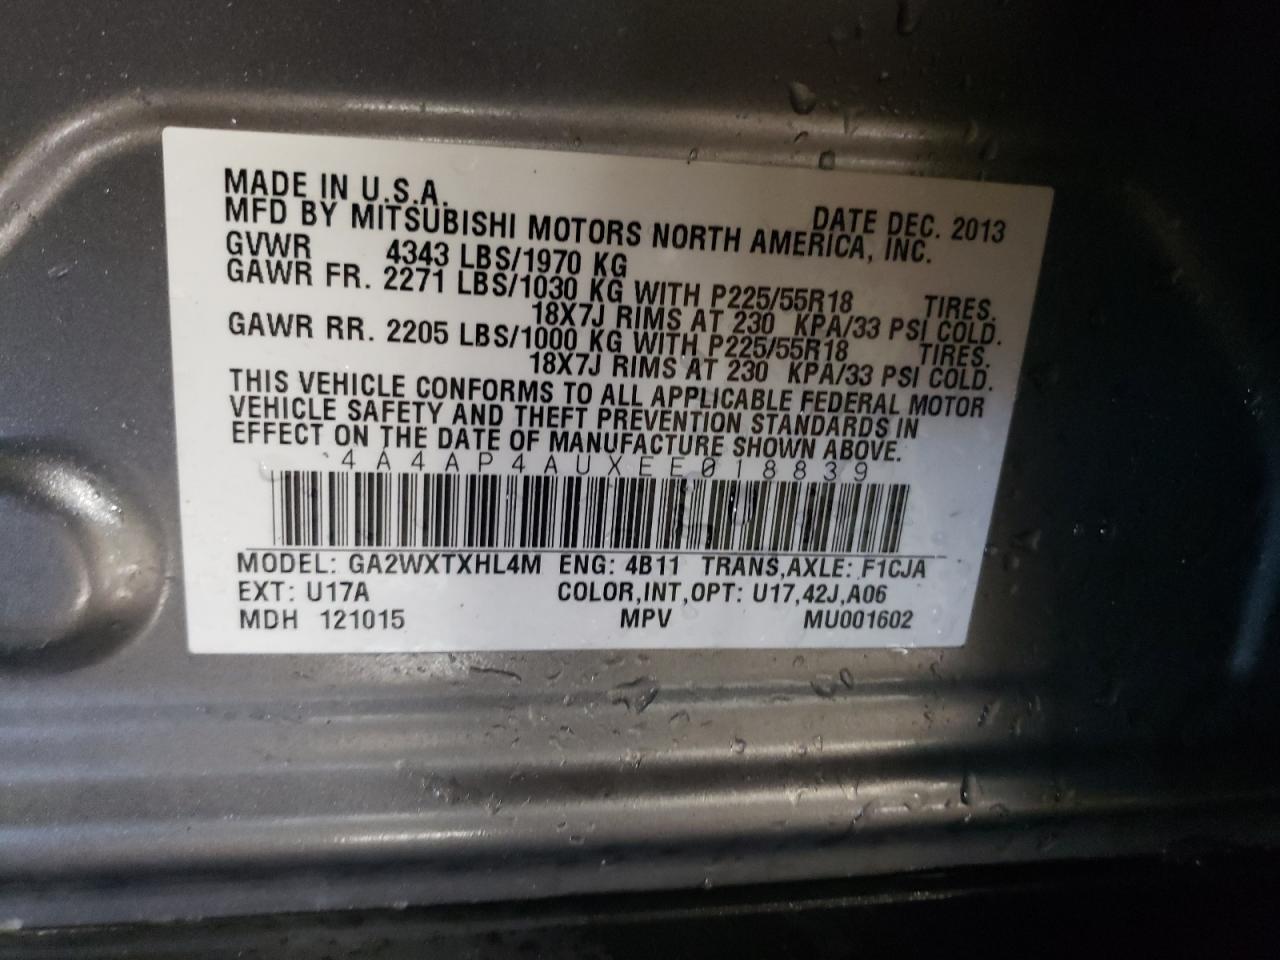 MADE IN U.S.A. DATE DEC. 2013
MFD BY MITSUBISHI MOTORS NORTH AMERICA, INC.
GVWR 4343 LBS/1970 KG
GAWR FR. 2271 LBS/1030 KG WITH P225/55R18 TIRES.
18X7J RIMS AT 230 KPA/33 PSI COLD.
GAWR RR. 2205 LBS/1000 KG WITH P225/55R18 TIRES.
18X7J RIMS AT 230 KPA/33 PSI COLD.
THIS VEHICLE CONFORMS TO ALL APPLICABLE FEDERAL MOTOR
VEHICLE SAFETY AND THEFT PREVENTION STANDARDS IN
EFFECT ON THE DATE OF MANUFACTURE SHOWN ABOVE.
4A4AP4AUXEE018839
MODEL: GA2WXTXHL4M ENG: 4B11 TRANS,AXLE: F1CJA
EXT: U17A COLOR,INT,OPT: U17,42J,A06
MDH 121015 MPV MU001602